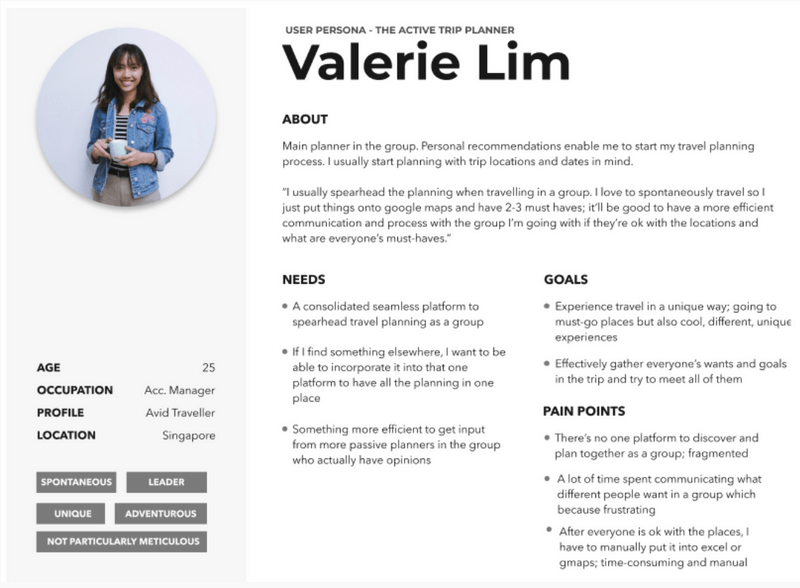 USER PERSONA - THE ACTIVE TRIP PLANNER
Valerie Lim
ABOUT
Main planner in the group. Personal recommendations enable me to start my travel planning
process. I usually start planning with trip locations and dates in mind.
"I usually spearhead the planning when travelling in a group. I love to spontaneously travel so I
just put things onto google maps and have 2-3 must haves; it'll be good to have a more efficient
communication and process with the group I'm going with if they're ok with the locations and
what are everyone's must-haves."
NEEDS
A consolidated seamless platform to
spearhead travel planning as a group
If I find something elsewhere, I want to be
able to incorporate it into that one
platform to have all the planning in one
place
Something more efficient to get input
from more passive planners in the group
who actually have opinions
GOALS
Experience travel in a unique way; going to
must-go places but also cool, different, unique
experiences
Effectively gather everyone's wants and goals
in the trip and try to meet all of them
PAIN POINTS
There's no one platform to discover and
plan together as a group; fragmented
A lot of time spent communicating what
different people want in a group which
because frustrating
After everyone is ok with the places, I
have to manually put it into excel or
gmaps; time-consuming and manual
AGE 25
OCCUPATION Acc. Manager
PROFILE Avid Traveller
LOCATION Singapore
SPONTANEOUS LEADER
UNIQUE ADVENTUROUS
NOT PARTICULARLY METICULOUS